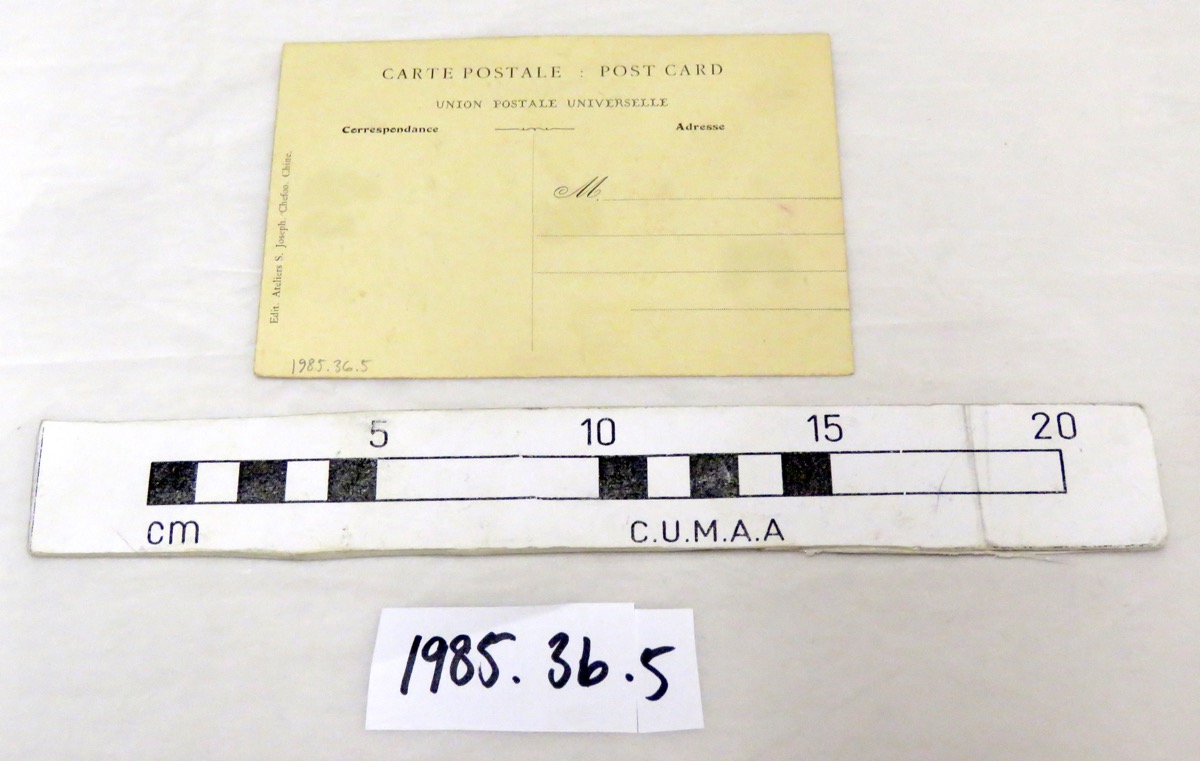 CARTE POSTALE : POST CARD
UNION POSTALE UNIVERSELLE
Correspondance
Adresse
M.
Edit. Ateliers S. Joseph. Chefoo. Chine.
1985.36.5
5 10 15 20
cm C.U.M.A.A
1985.36.5